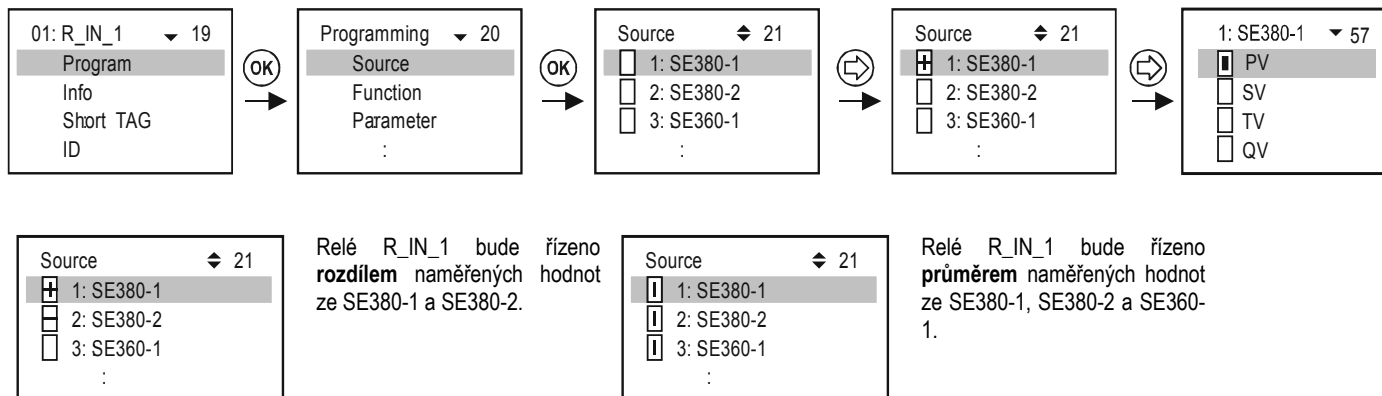 01: R_IN_1 19
Program
Info
Short TAG
ID
OK
Programming 20
Source
Function
Parameter
:
OK
Source 21
1: SE380-1
2: SE380-2
3: SE360-1
:
Source 21
1: SE380-1
2: SE380-2
3: SE360-1
:
1: SE380-1 57
PV
SV
TV
QV
Source 21
1: SE380-1
2: SE380-2
3: SE360-1
:
Relé R_IN_1 bude řízeno
rozdílem naměřených hodnot
ze SE380-1 a SE380-2.
Source 21
1: SE380-1
2: SE380-2
3: SE360-1
:
Relé R_IN_1 bude řízeno
průměrem naměřených hodnot
ze SE380-1, SE380-2 a SE360-
1.